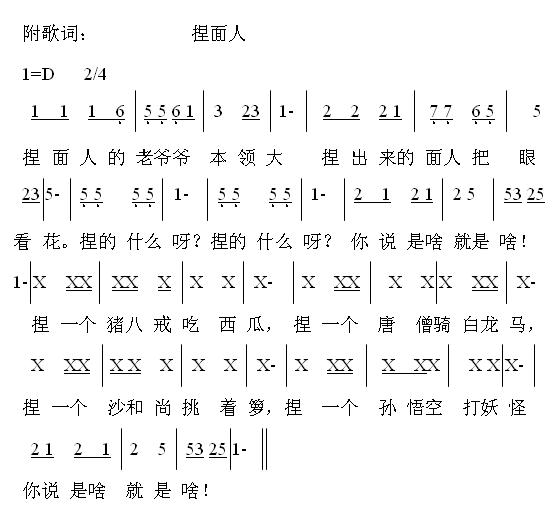 附歌词： 捏面人
1=D 2/4
1 1 1 6 | 5 5 6 1 | 3 23 | 1- | 2 2 2 1 | 7 7 6 5 | 5
捏 面 人 的 老爷爷 本 领 大 捏 出 来的 面人 把 眼
23 | 5- | 5 5 5 5 | 1- | 5 5 5 5 | 1- | 2 1 2 1 | 2 5 | 53 25
看 花。捏的 什么 呀？捏的 什么 呀？ 你 说 是啥 就是 啥！
1- | X XX | XX X | X X | X- | X XX | X X | X XX | X-
捏 一个 猪八 戒 吃 西 瓜， 捏 一个 唐 僧骑 白龙 马，
X XX | X X X | X X | X- | X XX | X XX | X X | X- |
捏 一个 沙和 尚 挑 着 箩，捏 一个 孙 悟空 打妖 怪
2 1 2 1 | 2 5 | 53 25 | 1- ||
你说 是啥 就 是 啥！